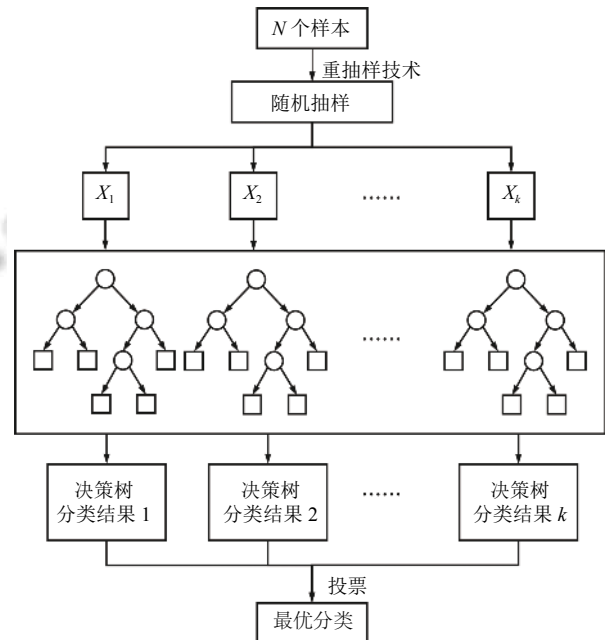 N 个样本
重抽样技术
随机抽样
X₁ X₂ …… Xₖ
……
决策树 决策树 …… 决策树
分类结果 1 分类结果 2 分类结果 k
投票
最优分类